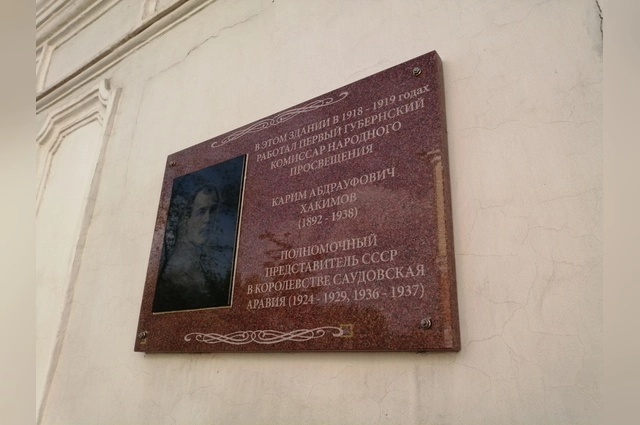 В ЭТОМ ЗДАНИИ В 1918 - 1919 годах
РАБОТАЛ ПЕРВЫЙ ГУБЕРНСКИЙ
КОМИССАР НАРОДНОГО
ПРОСВЕЩЕНИЯ
КАРИМ АБДРАУФОВИЧ
ХАКИМОВ
(1892 - 1938)
ПОЛНОМОЧНЫЙ
ПРЕДСТАВИТЕЛЬ СССР
В КОРОЛЕВСТВЕ САУДОВСКАЯ
АРАВИЯ (1924 - 1929, 1936 - 1937)